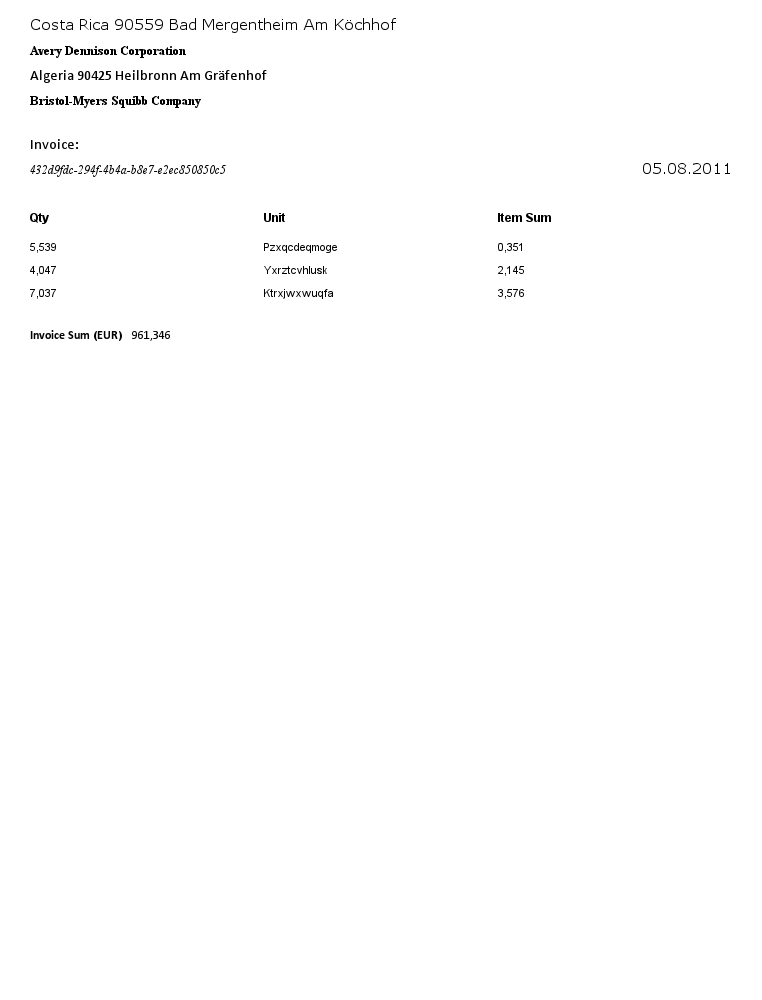 Costa Rica 90559 Bad Mergentheim Am Köchhof
Avery Dennison Corporation
Algeria 90425 Heilbronn Am Gräfenhof
Bristol-Myers Squibb Company
Invoice:
432d9fdc-294f-4b4a-b8e7-e2ec850850c5 05.08.2011
Qty Unit Item Sum
5,539 Pzxqcdeqmoge 0,351
4,047 Yxrztcvhlusk 2,145
7,037 Ktrxjwxwuqfa 3,576
Invoice Sum (EUR) 961,346